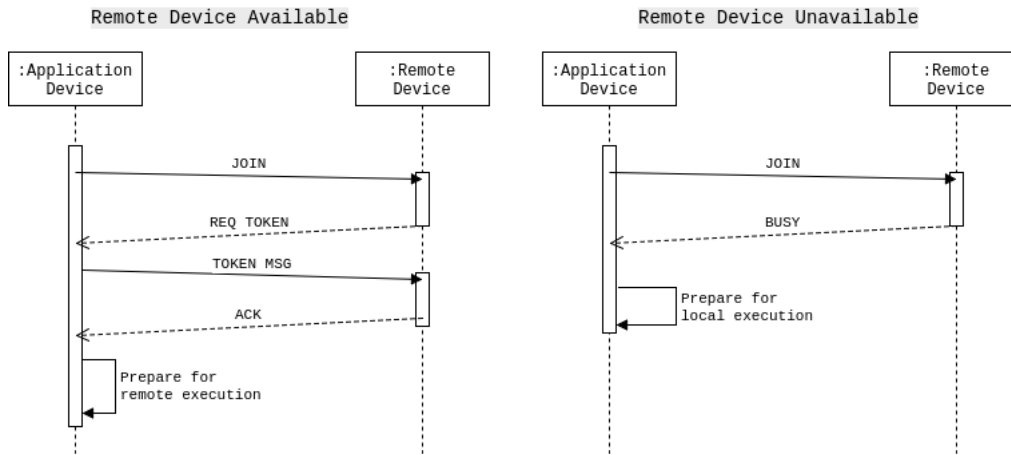 Remote Device Available
:Application
Device
:Remote
Device
JOIN
REQ TOKEN
TOKEN MSG
ACK
Prepare for
remote execution
Remote Device Unavailable
:Application
Device
:Remote
Device
JOIN
BUSY
Prepare for
local execution